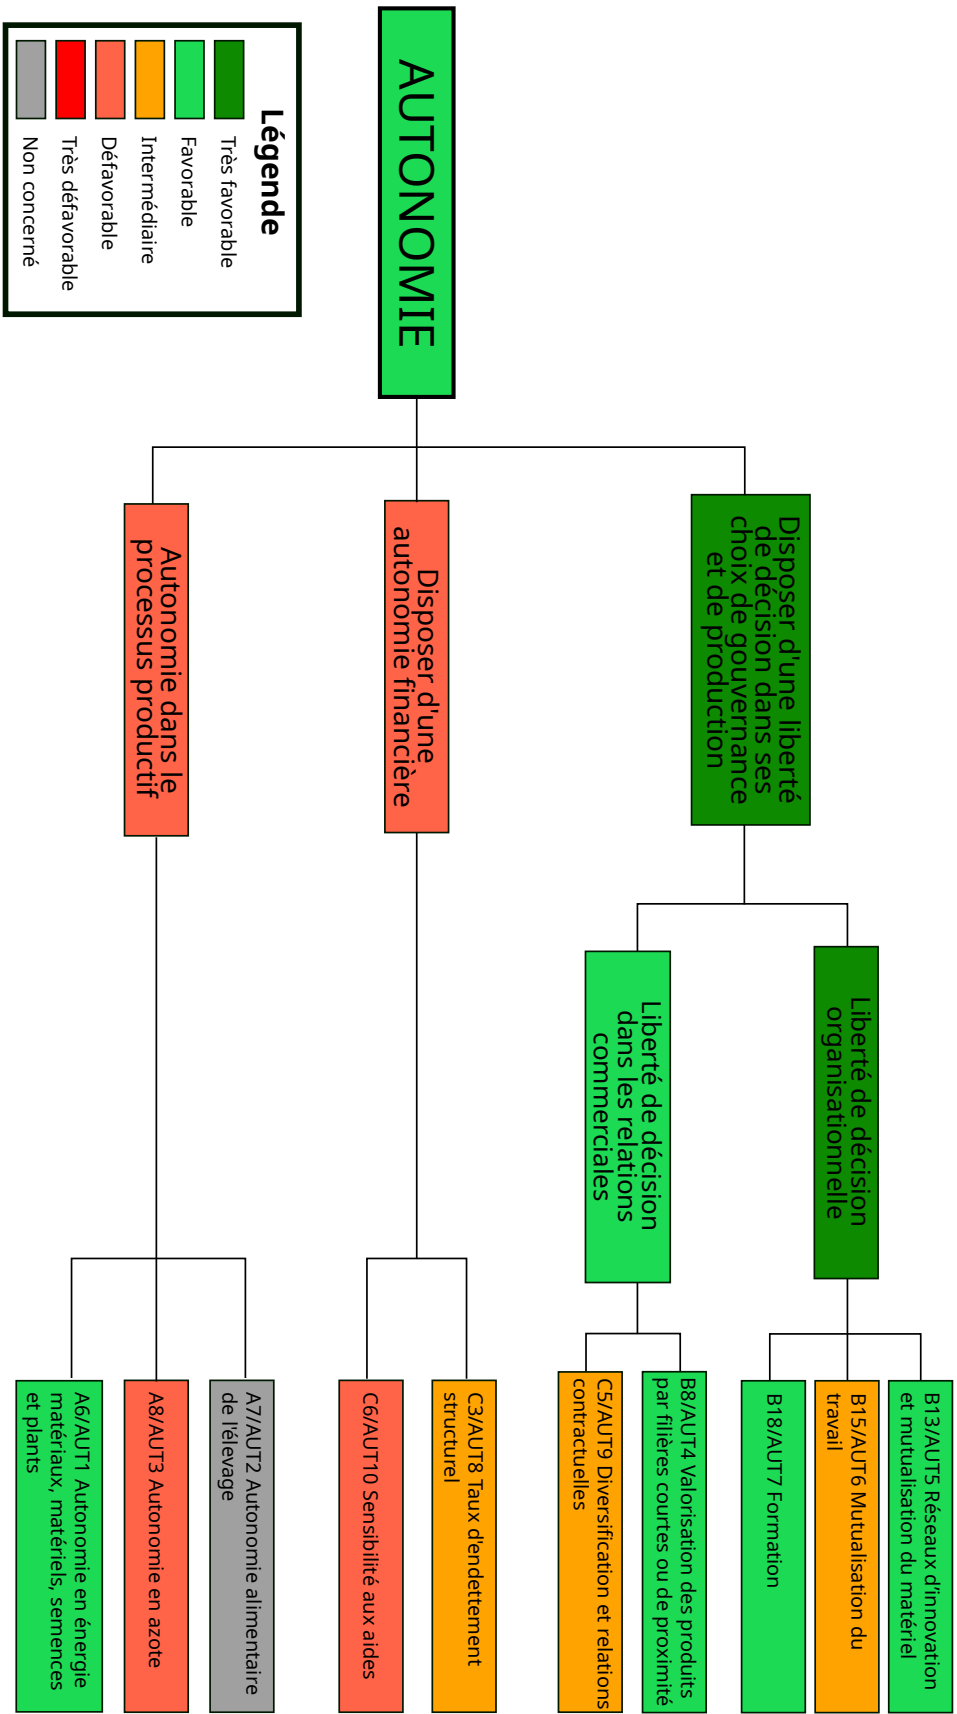 AUTONOMIE
Disposer d'une liberté
de décision dans ses
choix de gouvernance
et de production
Liberté de décision
organisationnelle
B13/AUT5 Réseaux d'innovation
et mutualisation du matériel
B15/AUT6 Mutualisation du
travail
B18/AUT7 Formation
Liberté de décision
dans les relations
commerciales
B8/AUT4 Valorisation des produits
par filières courtes ou de proximité
C5/AUT9 Diversification et relations
contractuelles
Disposer d'une
autonomie financière
C3/AUT8 Taux d'endettement
structurel
C6/AUT10 Sensibilité aux aides
Autonomie dans le
processus productif
A7/AUT2 Autonomie alimentaire
de l'élevage
A8/AUT3 Autonomie en azote
A6/AUT1 Autonomie en énergie
matériaux, matériels, semences
et plants
Légende
Très favorable
Favorable
Intermédiaire
Défavorable
Très défavorable
Non concerné